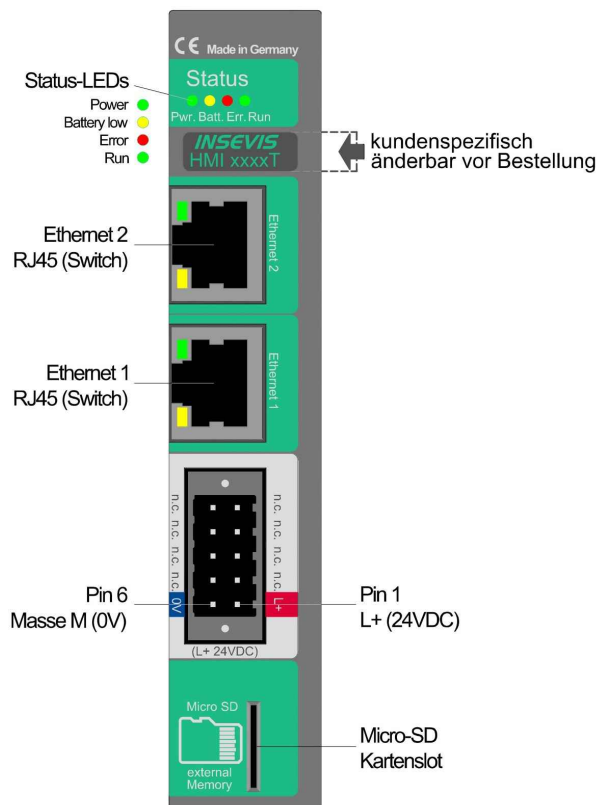 CE Made in Germany
Status-LEDs
Power
Battery low
Error
Run
Status
Pwr. Batt. Err. Run
INSEVIS
HMI xxxxT
kundenspezifisch
änderbar vor Bestellung
Ethernet 2
RJ45 (Switch)
Ethernet 2
Ethernet 1
RJ45 (Switch)
Ethernet 1
n.c. n.c. n.c. n.c. 0V
n.c. n.c. n.c. n.c. L+
Pin 6
Masse M (0V)
Pin 1
L+ (24VDC)
(L+ 24VDC)
Micro SD
external
Memory
Micro-SD
Kartenslot